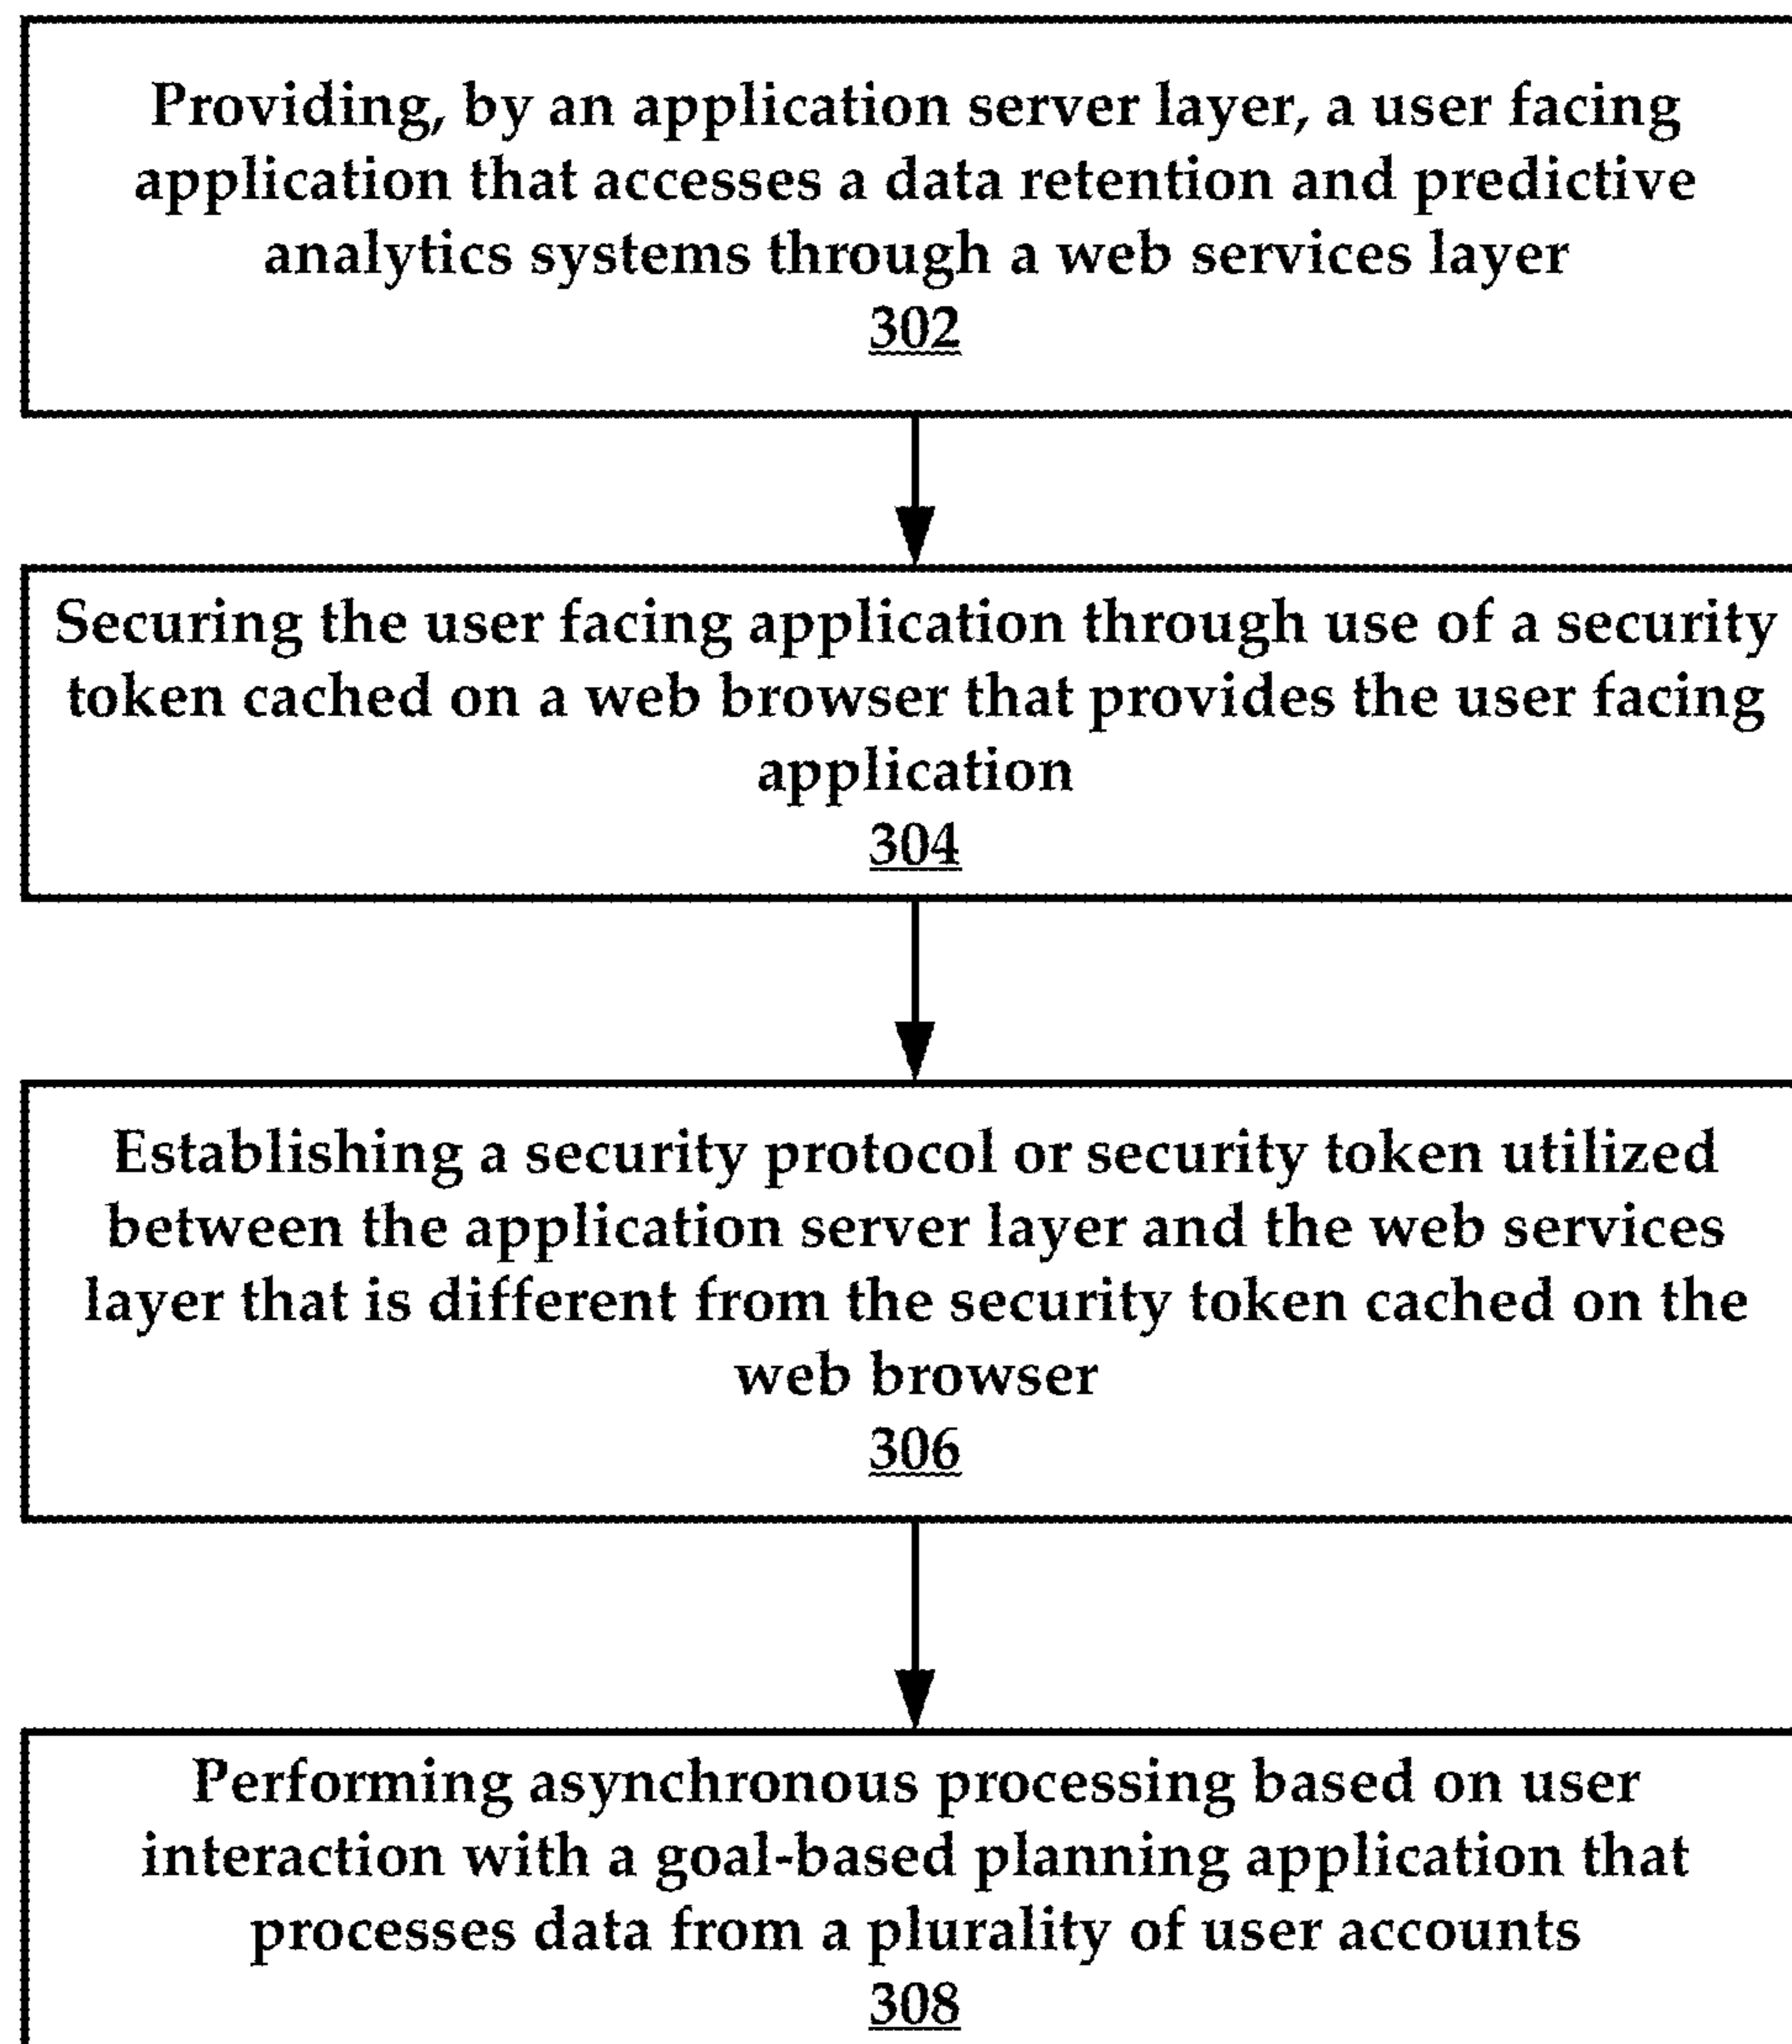 Providing, by an application server layer, a user facing
application that accesses a data retention and predictive
analytics systems through a web services layer
302
Securing the user facing application through use of a security
token cached on a web browser that provides the user facing
application
304
Establishing a security protocol or security token utilized
between the application server layer and the web services
layer that is different from the security token cached on the
web browser
306
Performing asynchronous processing based on user
interaction with a goal-based planning application that
processes data from a plurality of user accounts
308